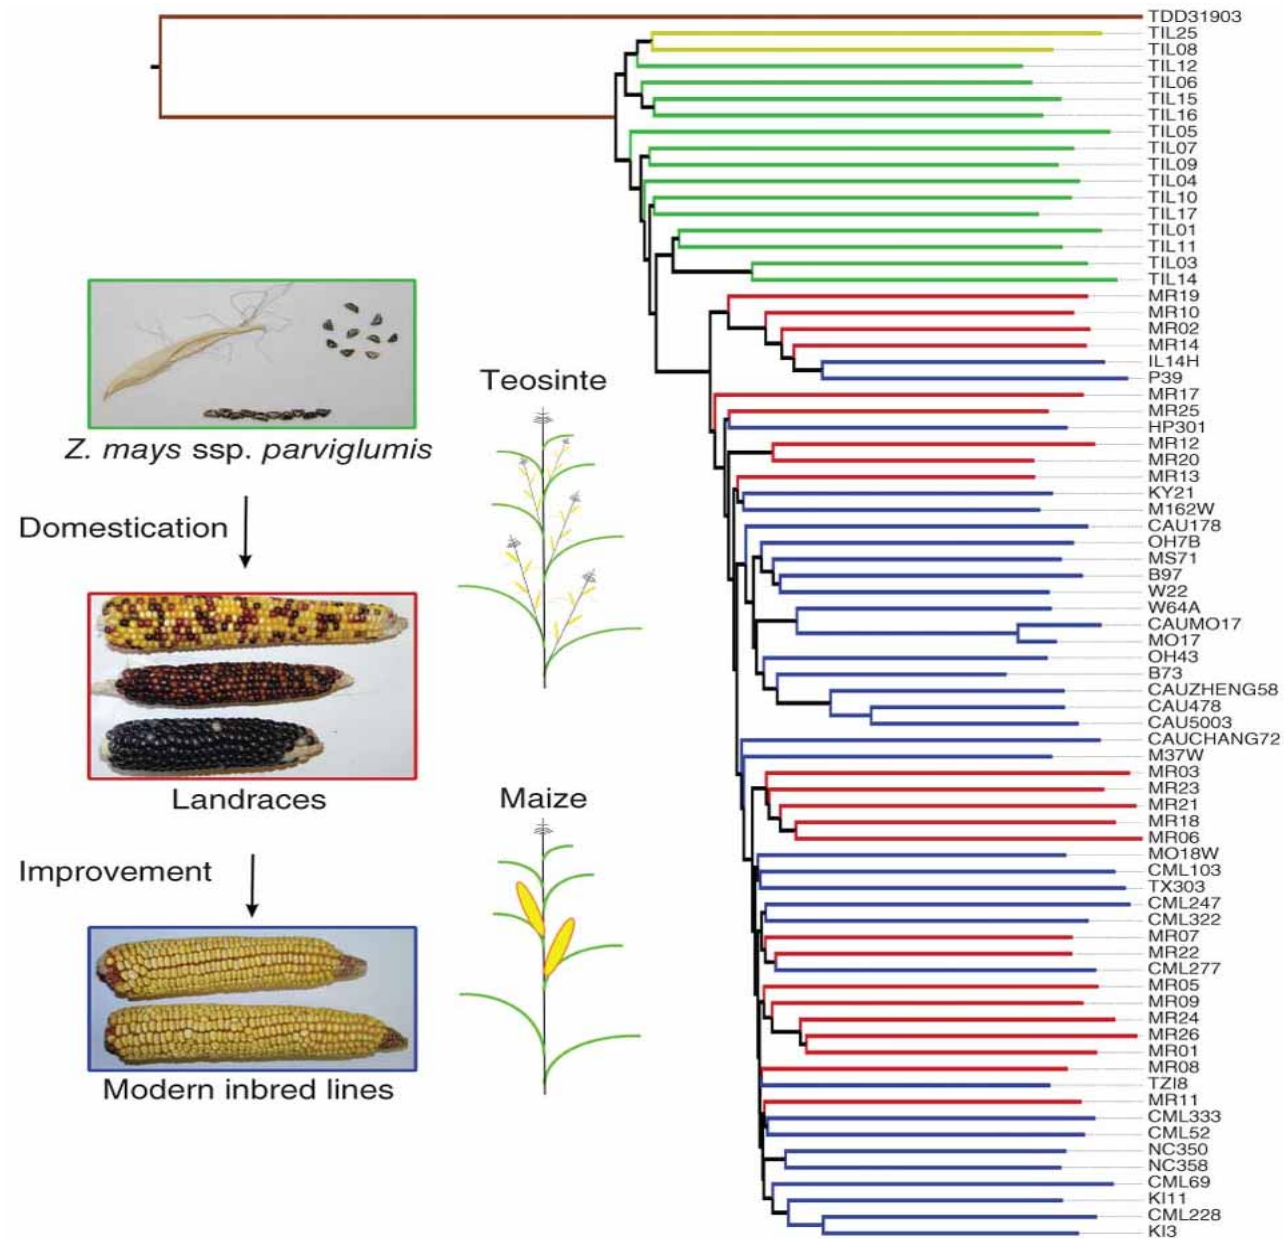 Z. mays ssp. parviglumis
Domestication
Landraces
Improvement
Modern inbred lines
Teosinte
Maize
TDD31903
TIL25
TIL08
TIL12
TIL06
TIL15
TIL16
TIL05
TIL07
TIL09
TIL04
TIL10
TIL17
TIL01
TIL11
TIL03
TIL14
MR19
MR10
MR02
MR14
IL14H
P39
MR17
MR25
HP301
MR12
MR20
MR13
KY21
M162W
CAU178
OH7B
MS71
B97
W22
W64A
CAUMO17
MO17
OH43
B73
CAUZHENG58
CAU478
CAU5003
CAUCHANG72
M37W
MR03
MR23
MR21
MR18
MR06
MO18W
CML103
TX303
CML247
CML322
MR07
MR22
CML277
MR05
MR09
MR24
MR26
MR01
MR08
TZI8
MR11
CML333
CML52
NC350
NC358
CML69
KI11
CML228
KI3